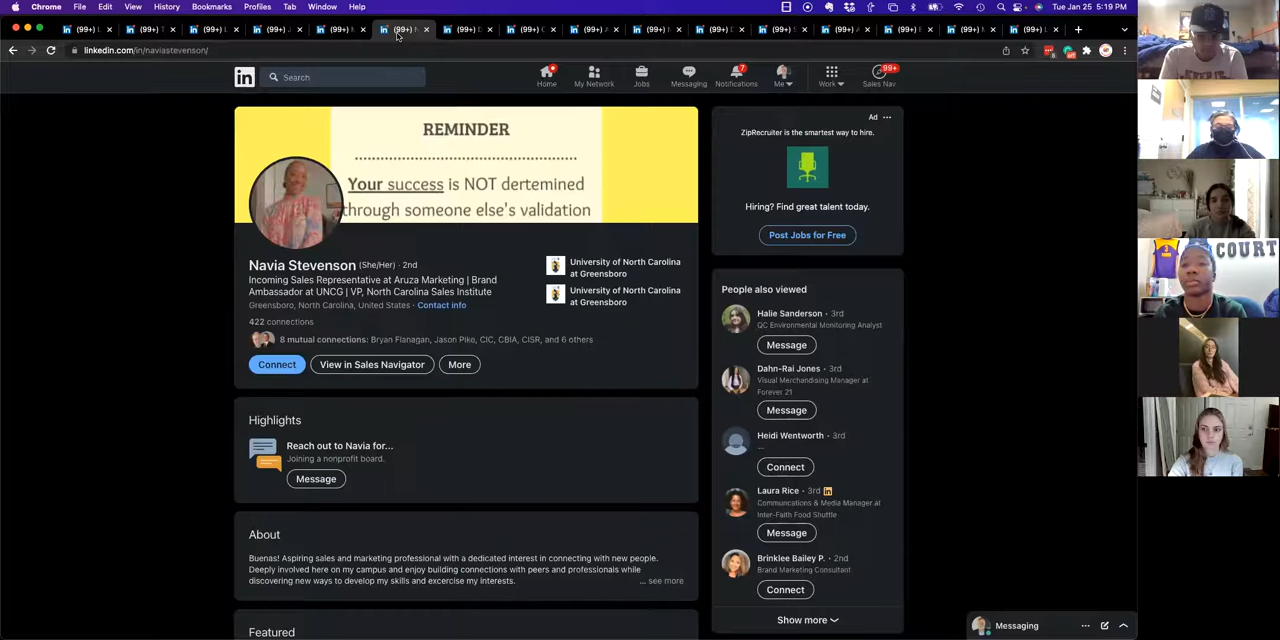 Chrome File Edit View History Bookmarks Profiles Tab Window Help
Tue Jan 25 5:19 PM
linkedin.com/in/naviastevenson/
in Search
Home My Network Jobs Messaging Notifications Me Work Sales Nav
7 99+
REMINDER
Your success is NOT dertemined
through someone else's validation
Navia Stevenson (She/Her) · 2nd
Incoming Sales Representative at Aruza Marketing | Brand
Ambassador at UNCG | VP, North Carolina Sales Institute
Greensboro, North Carolina, United States · Contact info
422 connections
8 mutual connections: Bryan Flanagan, Jason Pike, CIC, CBIA, CISR, and 6 others
Connect View in Sales Navigator More
University of North Carolina
at Greensboro
University of North Carolina
at Greensboro
Highlights
Reach out to Navia for...
Joining a nonprofit board.
Message
About
Buenas! Aspiring sales and marketing professional with a dedicated interest in connecting with new people.
Deeply involved here on my campus and enjoy building connections with peers and professionals while
discovering new ways to develop my skills and excercise my interests.
... see more
Featured
Ad ...
ZipRecruiter is the smartest way to hire.
Hiring? Find great talent today.
Post Jobs for Free
People also viewed
Halie Sanderson · 3rd
QC Environmental Monitoring Analyst
Message
Dahn-Rai Jones · 3rd
Visual Merchandising Manager at
Forever 21
Message
Heidi Wentworth · 3rd
--
Connect
Laura Rice · 3rd in
Communcations & Media Manager at
Inter-Faith Food Shuttle
Message
Brinklee Bailey P. · 2nd
Brand Marketing Consultant
Connect
Show more
Messaging
COURT